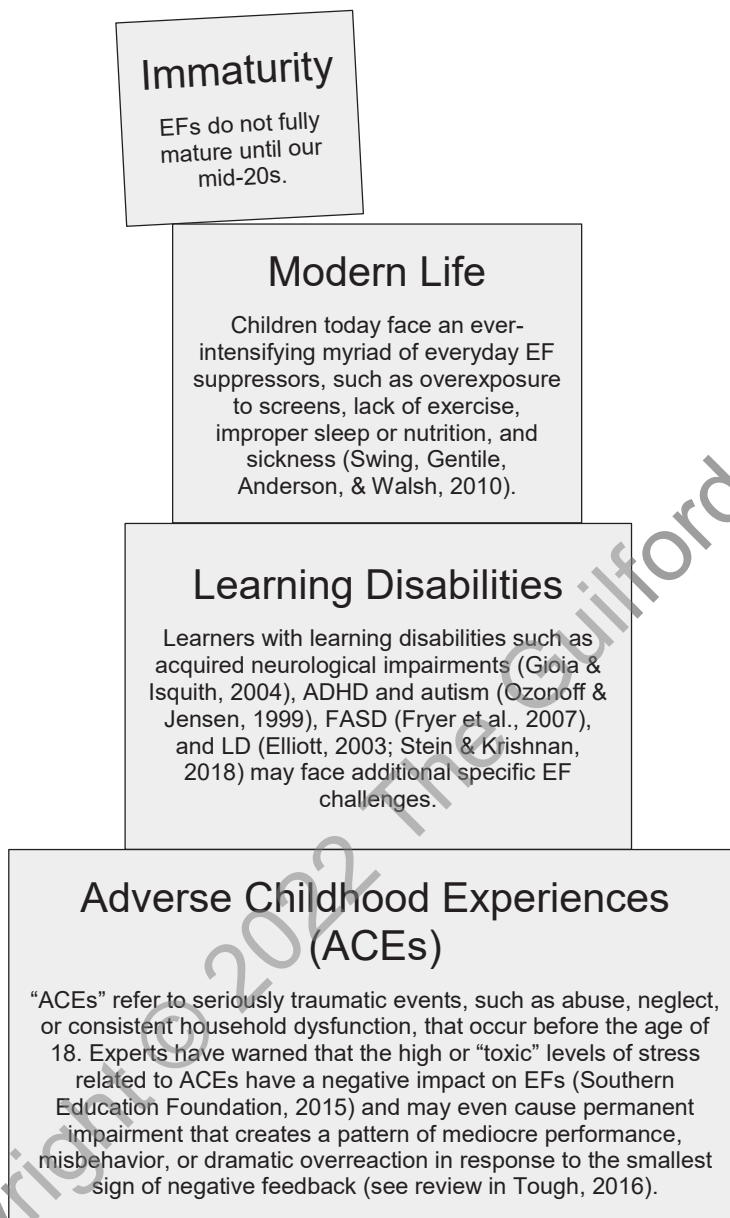 Immaturity
EFs do not fully
mature until our
mid-20s.
Modern Life
Children today face an ever-
intensifying myriad of everyday EF
suppressors, such as overexposure
to screens, lack of exercise,
improper sleep or nutrition, and
sickness (Swing, Gentile,
Anderson, & Walsh, 2010).
Learning Disabilities
Learners with learning disabilities such as
acquired neurological impairments (Gioia &
Isquith, 2004), ADHD and autism (Ozonoff &
Jensen, 1999), FASD (Fryer et al., 2007),
and LD (Elliott, 2003; Stein & Krishnan,
2018) may face additional specific EF
challenges.
Adverse Childhood Experiences
(ACEs)
“ACEs” refer to seriously traumatic events, such as abuse, neglect,
or consistent household dysfunction, that occur before the age of
18. Experts have warned that the high or “toxic” levels of stress
related to ACEs have a negative impact on EFs (Southern
Education Foundation, 2015) and may even cause permanent
impairment that creates a pattern of mediocre performance,
misbehavior, or dramatic overreaction in response to the smallest
sign of negative feedback (see review in Tough, 2016).
right © 2022 The Guilford